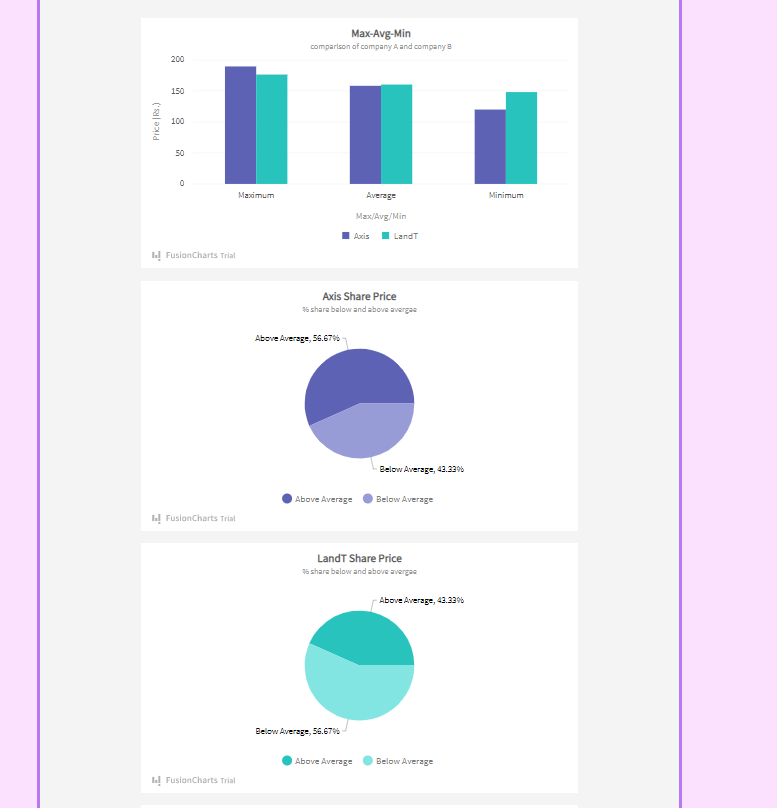 Max-Avg-Min
comparison of company A and company B
200
150
100
50
0
Price (Rs.)
Maximum Average Minimum
Max/Avg/Min
Axis LandT
FusionCharts Trial
Axis Share Price
% share below and above avergae
Above Average, 56.67%
Below Average, 43.33%
Above Average Below Average
FusionCharts Trial
LandT Share Price
% share below and above avergae
Above Average, 43.33%
Below Average, 56.67%
Above Average Below Average
FusionCharts Trial